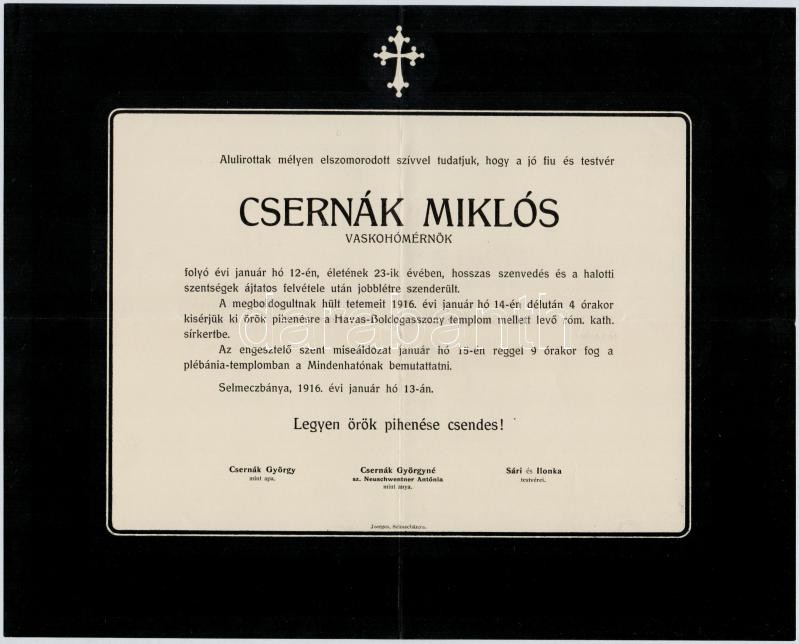 Alulirottak mélyen elszomorodott szívvel tudatjuk, hogy a jó fiu és testvér
CSERNÁK MIKLÓS
VASKOHÓMÉRNÖK
folyó évi január hó 12-én, életének 23-ik évében, hosszas szenvedés és a halotti
szentségek ájtatos felvétele után jobblétre szenderült.
A megboldogultnak hült tetemeit 1916. évi január hó 14-én délután 4 órakor
kisérjük ki örök pihenésre a Havas-Boldogasszony templom mellett levő róm. kath.
sírkertbe.
Az engesztelő szent miseáldozat január hó 15-én reggel 9 órakor fog a
plébánia-templomban a Mindenhatónak bemutattatni.
Selmeczbánya, 1916. évi január hó 13-án.
Legyen örök pihenése csendes!
Csernák György
mint apa.
Csernák Györgyné
sz. Neuschwentner Antónia
mint anya.
Sári és Ilonka
testvérei.
Joerges, Selmecbánya.
darabanth